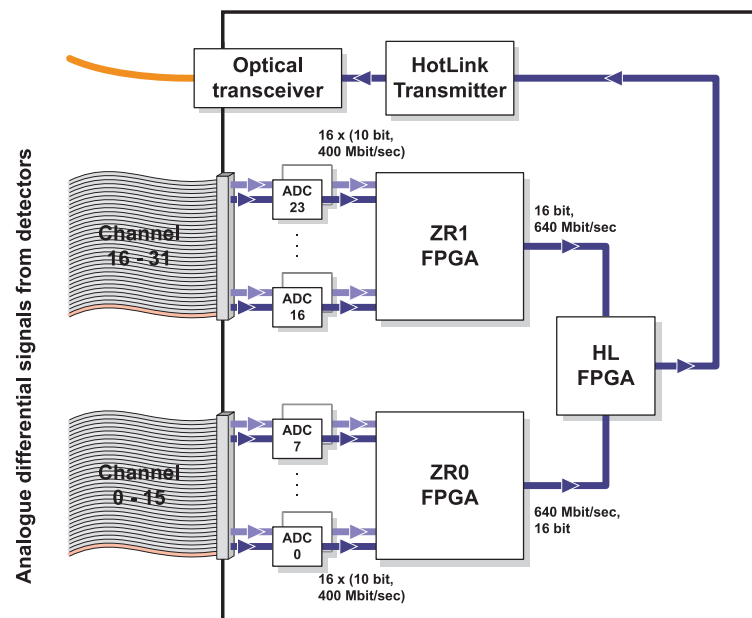 Optical
transceiver
HotLink
Transmitter
16 x (10 bit,
400 Mbit/sec)
Analogue differential signals from detectors
Channel
16 - 31
ADC
23
ADC
16
ZR1
FPGA
16 bit,
640 Mbit/sec
HL
FPGA
Channel
0 - 15
ADC
7
ADC
0
ZR0
FPGA
640 Mbit/sec,
16 bit
16 x (10 bit,
400 Mbit/sec)